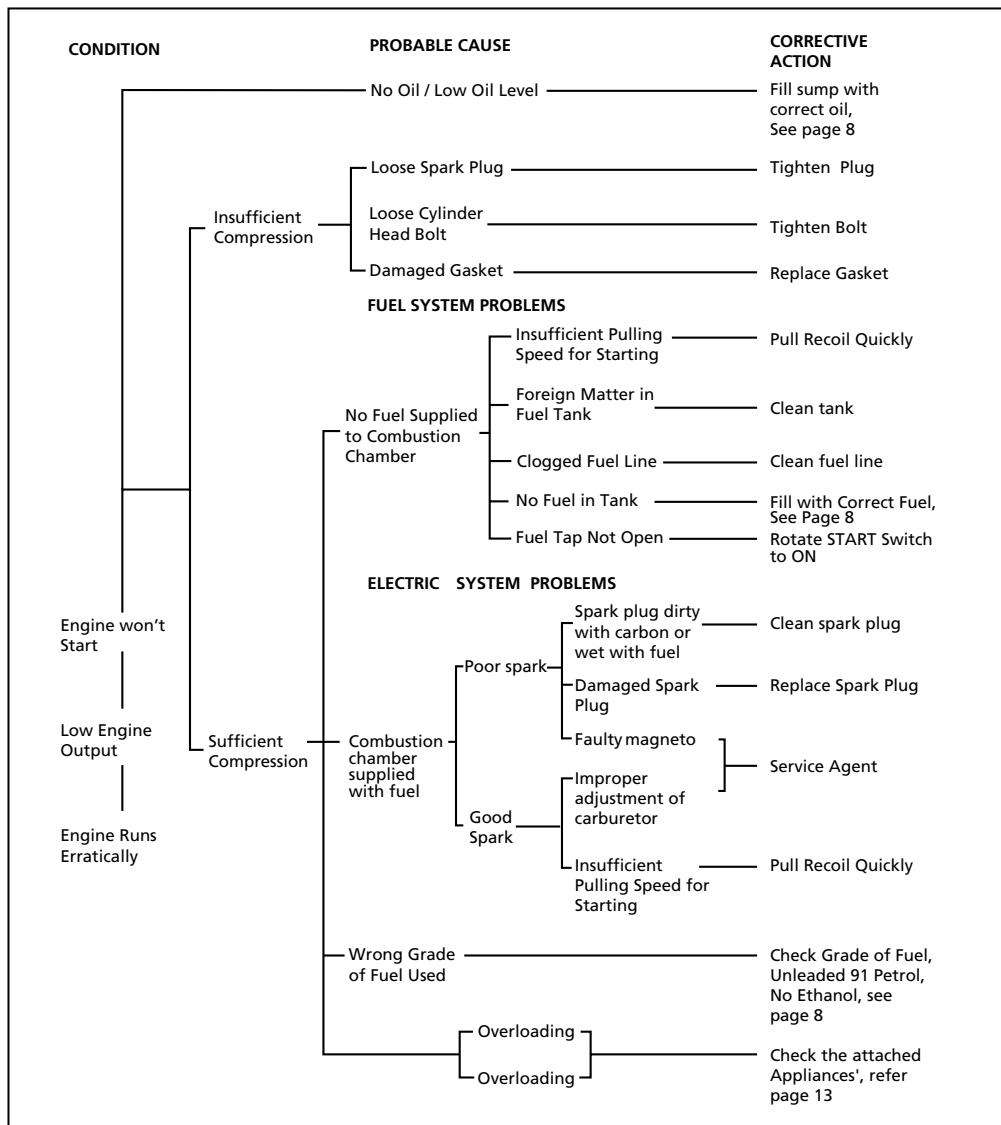 CONDITION
PROBABLE CAUSE
CORRECTIVE
ACTION
No Oil / Low Oil Level
Fill sump with
correct oil,
See page 8
Insufficient
Compression
Loose Spark Plug
Tighten Plug
Loose Cylinder
Head Bolt
Tighten Bolt
Damaged Gasket
Replace Gasket
FUEL SYSTEM PROBLEMS
No Fuel Supplied
to Combustion
Chamber
Insufficient Pulling
Speed for Starting
Pull Recoil Quickly
Foreign Matter in
Fuel Tank
Clean tank
Clogged Fuel Line
Clean fuel line
No Fuel in Tank
Fill with Correct Fuel,
See Page 8
Fuel Tap Not Open
Rotate START Switch
to ON
ELECTRIC SYSTEM PROBLEMS
Engine won't
Start
Low Engine
Output
Engine Runs
Erratically
Sufficient
Compression
Combustion
chamber
supplied
with fuel
Poor spark
Spark plug dirty
with carbon or
wet with fuel
Clean spark plug
Damaged Spark
Plug
Replace Spark Plug
Faulty magneto
Service Agent
Good
Spark
Improper
adjustment of
carburetor
Insufficient
Pulling Speed for
Starting
Pull Recoil Quickly
Wrong Grade
of Fuel Used
Check Grade of Fuel,
Unleaded 91 Petrol,
No Ethanol, see
page 8
Overloading
Overloading
Check the attached
Appliances', refer
page 13